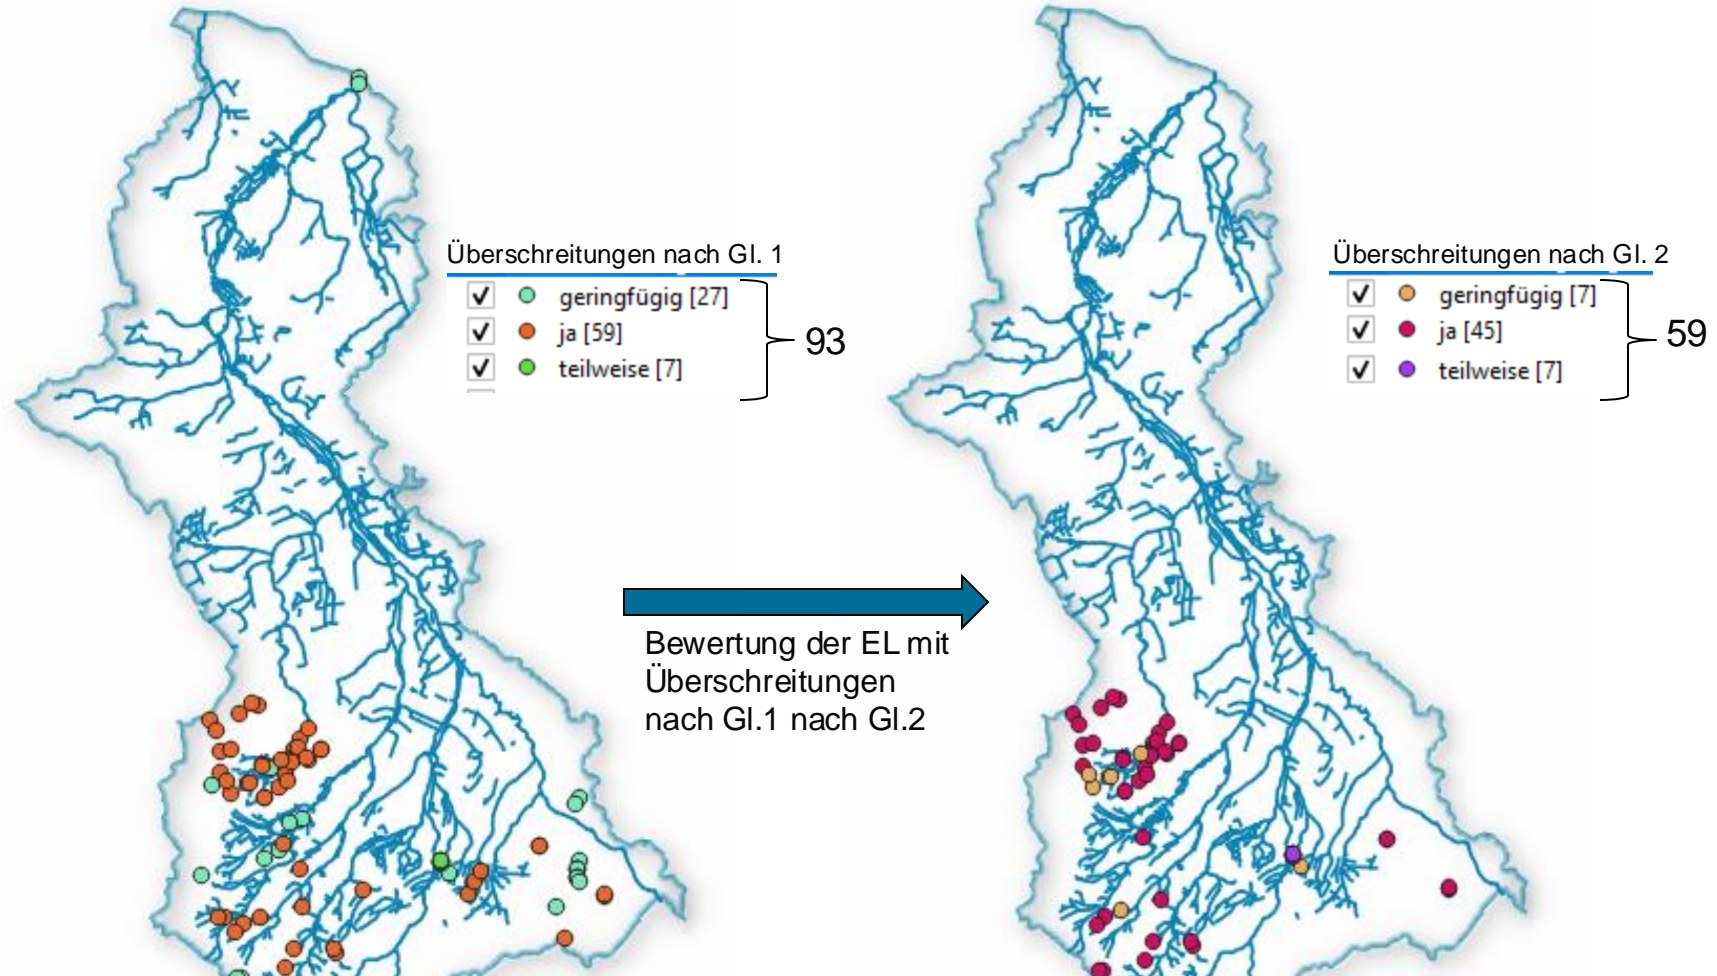 Überschreitungen nach Gl. 1
geringfügig [27]
ja [59]
teilweise [7]
93
Überschreitungen nach Gl. 2
geringfügig [7]
ja [45]
teilweise [7]
59
Bewertung der EL mit
Überschreitungen
nach Gl.1 nach Gl.2